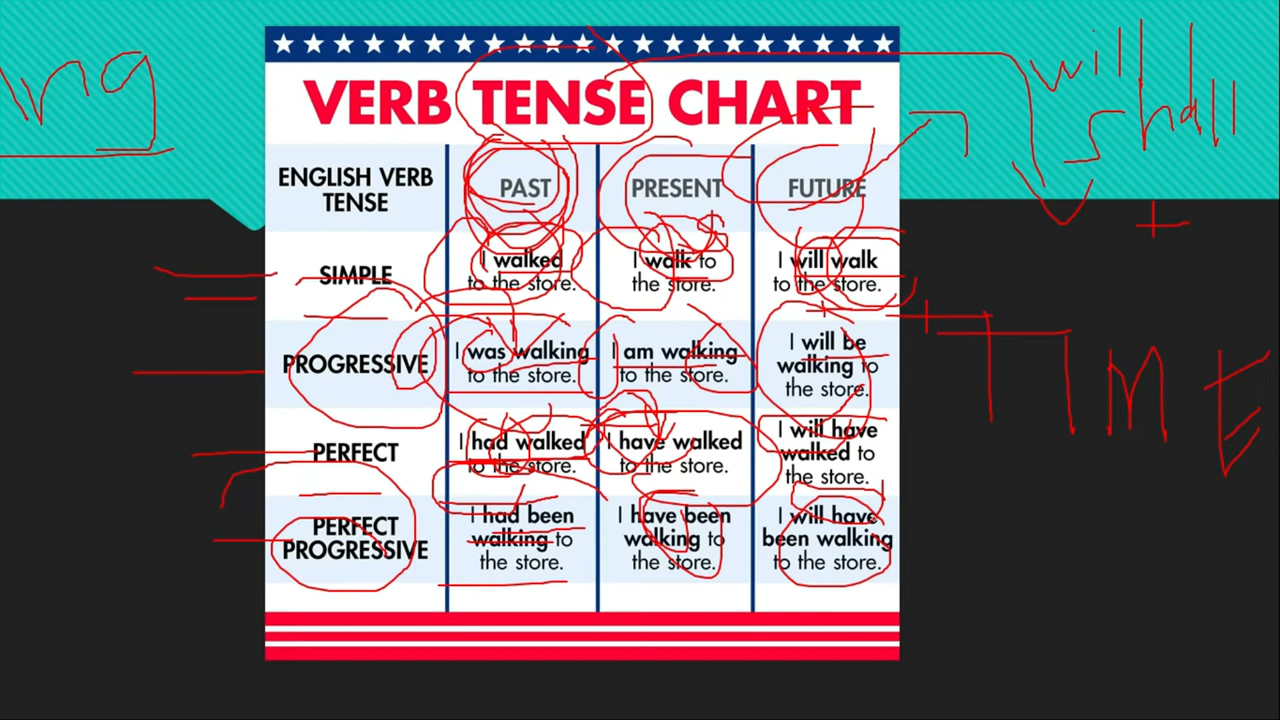 ing
will
shall
+
+ TIME
VERB TENSE CHART
ENGLISH VERB TENSE
PAST
PRESENT
FUTURE
SIMPLE
I walked
to the store.
I walk to
the store.
I will walk
to the store.
PROGRESSIVE
I was walking
to the store.
I am walking
to the store.
I will be
walking to
the store.
PERFECT
I had walked
to the store.
I have walked
to the store.
I will have
walked to
the store.
PERFECT
PROGRESSIVE
I had been
walking to
the store.
I have been
walking to
the store.
I will have
been walking
to the store.